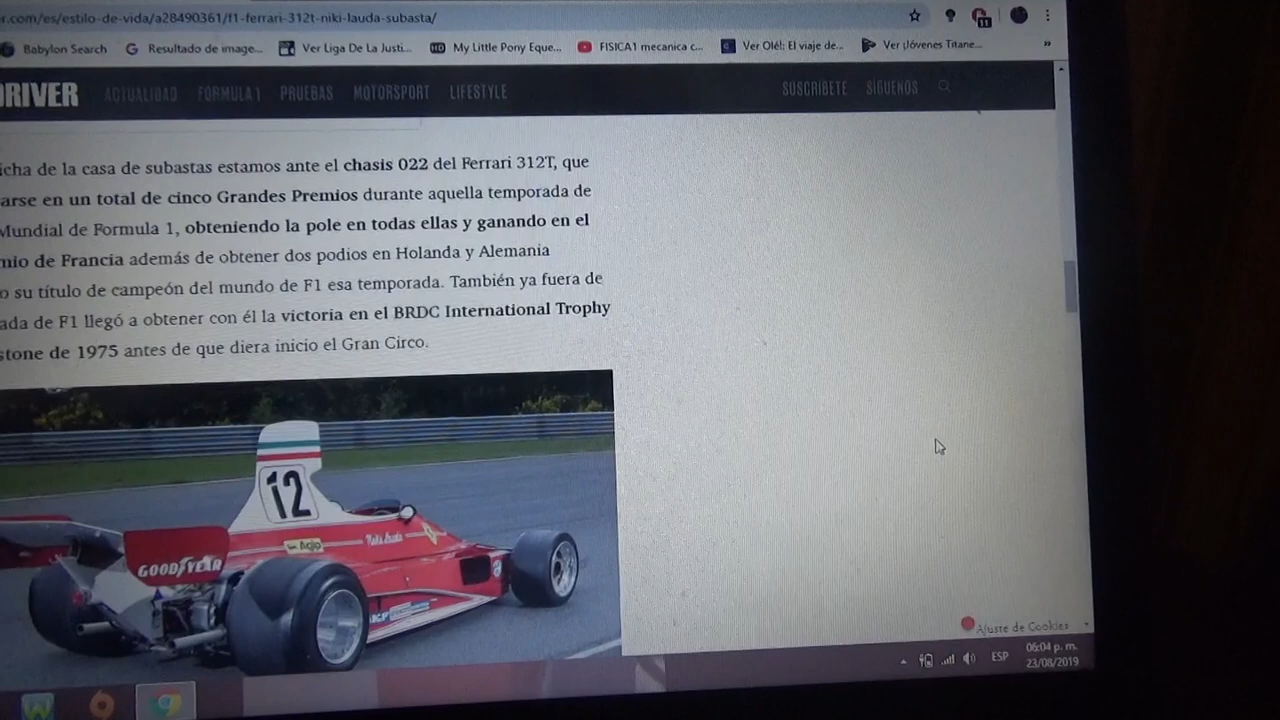 r.com/es/estilo-de-vida/a28490361/f1-ferrari-312t-niki-lauda-subasta/
11
Babylon Search Resultado de image... Ver Liga De La Justi... My Little Pony Eque... FISICA1 mecanica c... Ver Olé!: El viaje de... Ver ¡Jóvenes Titane... »
DRIVER ACTUALIDAD FÓRMULA 1 PRUEBAS MOTORSPORT LIFESTYLE SUSCRÍBETE SÍGUENOS
icha de la casa de subastas estamos ante el chasis 022 del Ferrari 312T, que
arse en un total de cinco Grandes Premios durante aquella temporada de
Mundial de Formula 1, obteniendo la pole en todas ellas y ganando en el
mio de Francia además de obtener dos podios en Holanda y Alemania
o su título de campeón del mundo de F1 esa temporada. También ya fuera de
ada de F1 llegó a obtener con él la victoria en el BRDC International Trophy
stone de 1975 antes de que diera inicio el Gran Circo.
12
Niki Lauda
Agip
GOODYEAR
Ajuste de Cookies
ESP
06:04 p. m.
23/08/2019